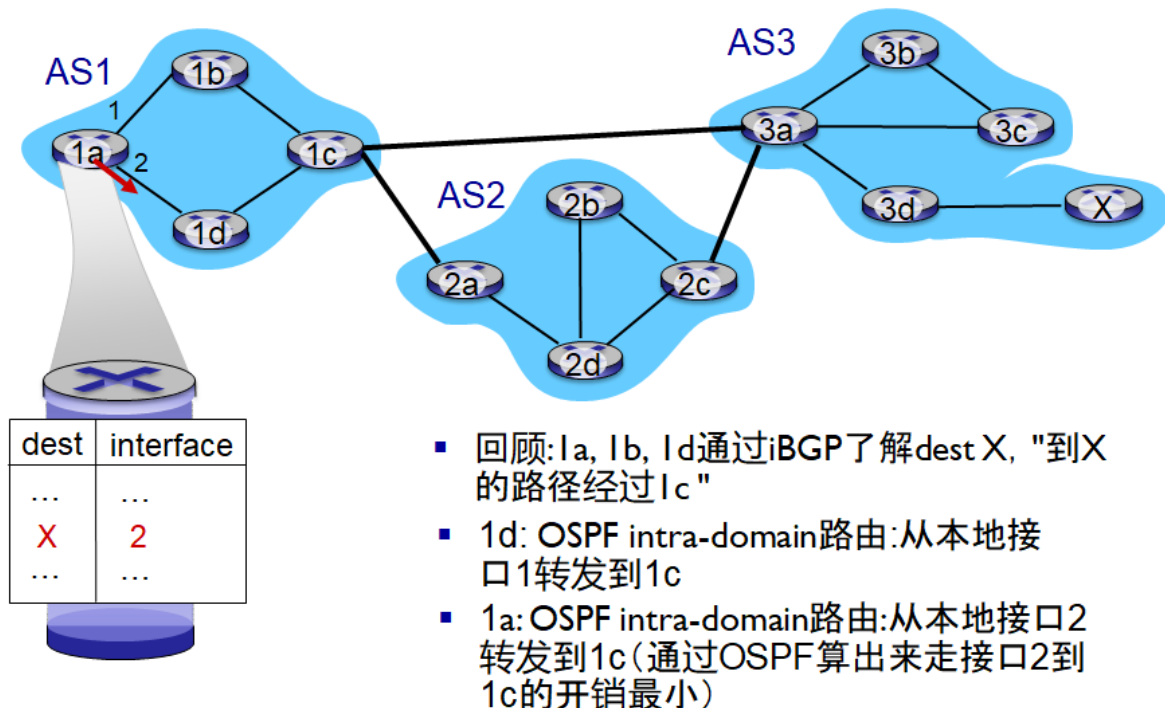 AS1
1b
1
1a
2
1c
1d
AS2
2b
2a
2c
2d
AS3
3b
3a
3c
3d
X
dest interface
... ...
X 2
... ...
▪ 回顾:1a, 1b, 1d通过iBGP了解dest X, "到X
的路径经过1c "
▪ 1d: OSPF intra-domain路由:从本地接
口1转发到1c
▪ 1a: OSPF intra-domain路由:从本地接口2
转发到1c（通过OSPF算出来走接口2到
1c的开销最小）